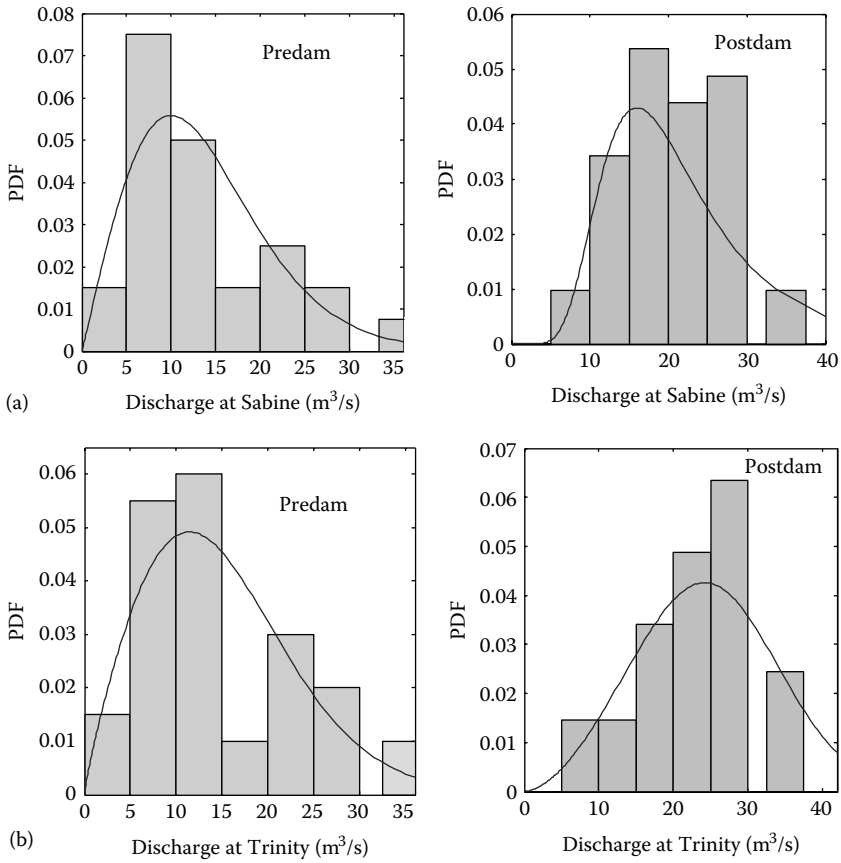 0.08
0.07
0.06
0.05
0.04
0.03
0.02
0.01
0
PDF
Predam
0 5 10 15 20 25 30 35
Discharge at Sabine (m³/s)
0.06
0.05
0.04
0.03
0.02
0.01
0
PDF
Postdam
0 10 20 30 40
Discharge at Sabine (m³/s)
(a)
0.06
0.05
0.04
0.03
0.02
0.01
0
PDF
Predam
0 5 10 15 20 25 30 35
Discharge at Trinity (m³/s)
0.07
0.06
0.05
0.04
0.03
0.02
0.01
0
PDF
Postdam
0 10 20 30 40
Discharge at Trinity (m³/s)
(b)